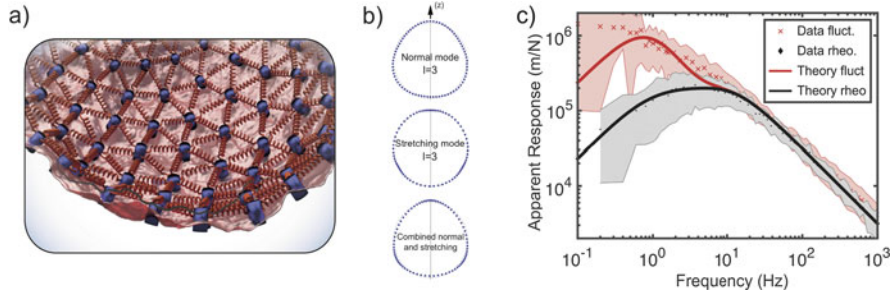 a)
b)
(z)
Normal mode
l=3
Stretching mode
l=3
Combined normal
and stretching
c)
Apparent Response (m/N)
10^6
10^5
10^4
× Data fluct.
♦ Data rheo.
Theory fluct
Theory rheo
10^-1
10^0
10^1
10^2
10^3
Frequency (Hz)